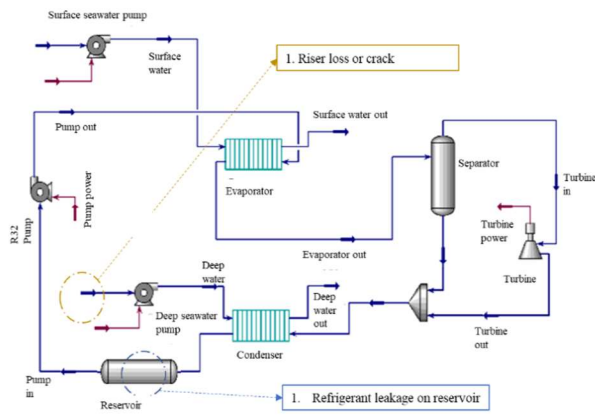 Surface seawater pump
Surface
water
1. Riser loss or crack
Pump out
Surface water out
Evaporator
Separator
Turbine
in
R32
Pump
Pump power
Turbine
power
Turbine
Evaporator out
Deep
water
Deep seawater
pump
Deep
water
out
Condenser
Turbine
out
Pump
in
Reservoir
1. Refrigerant leakage on reservoir